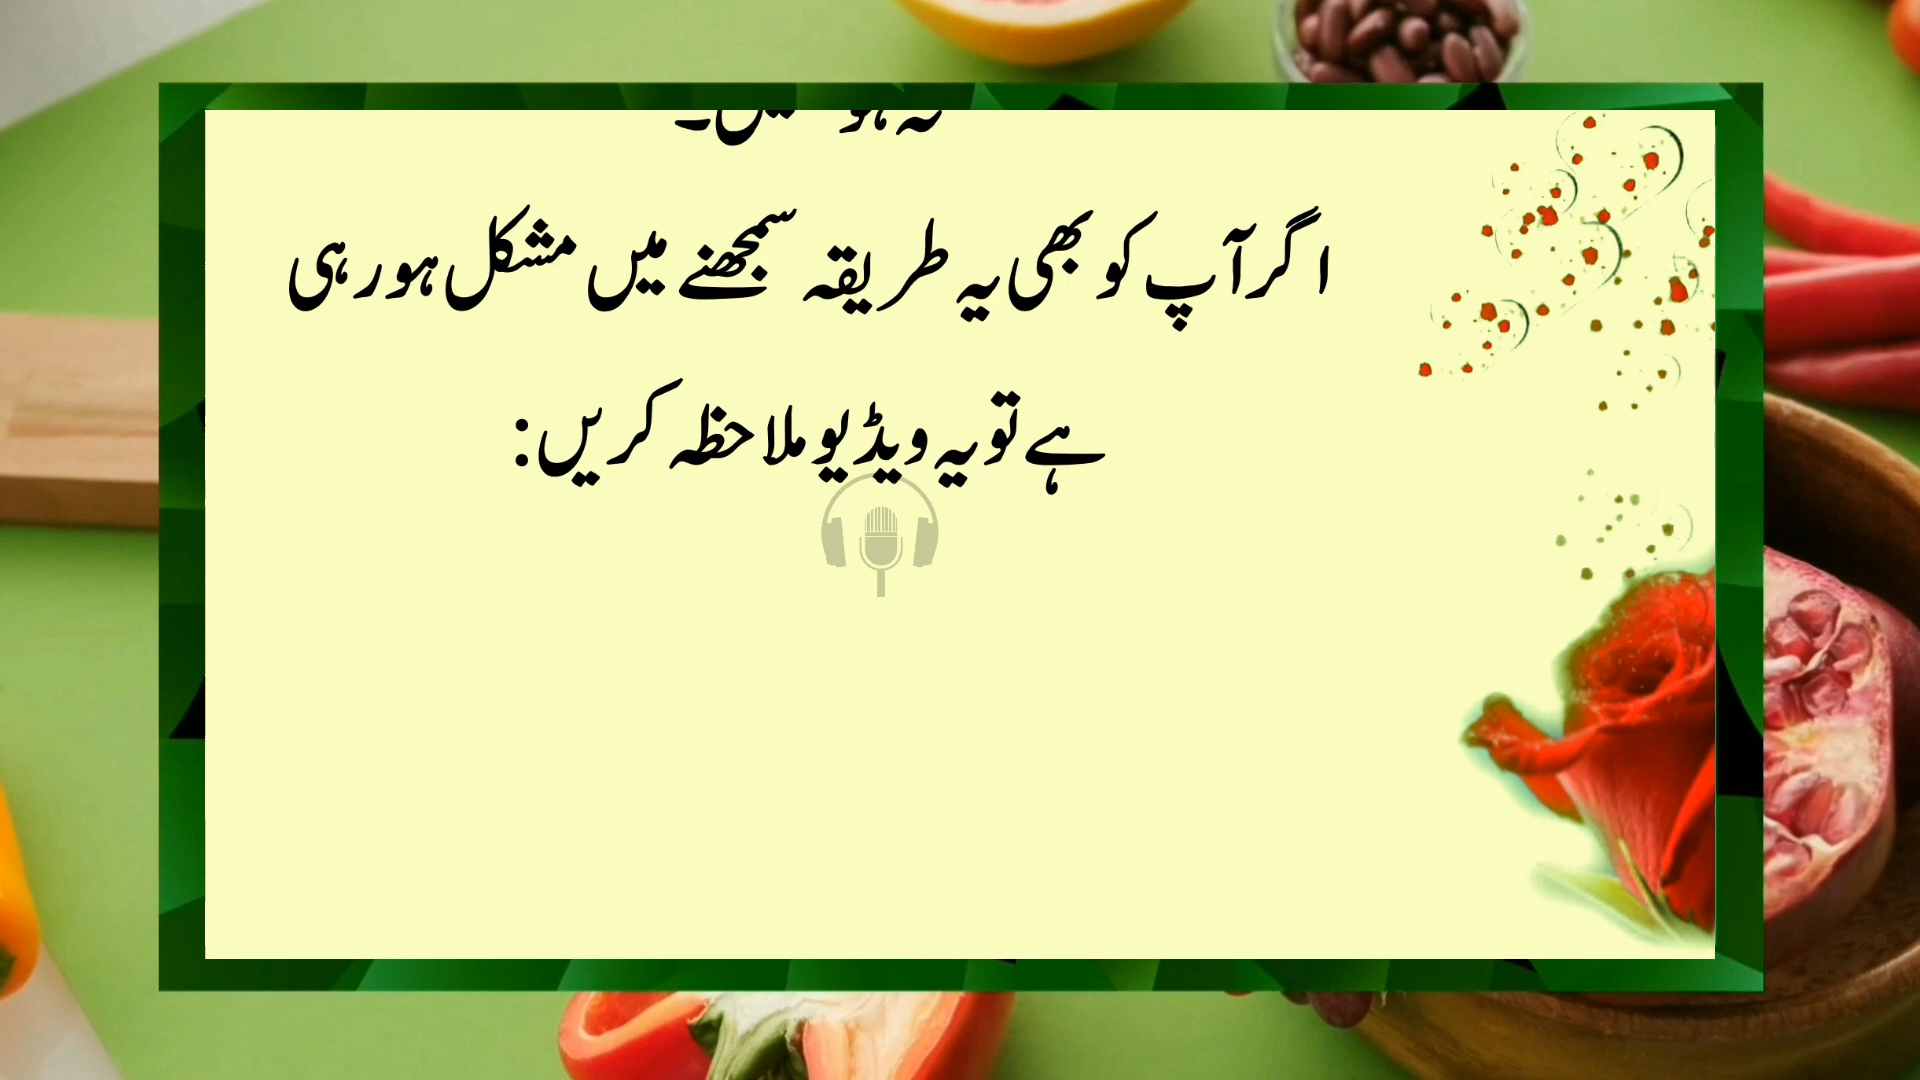 اگر آپ کو بھی یہ طریقہ سمجھنے میں مشکل ہو رہی
ہے تو یہ ویڈیو ملاحظہ کریں: